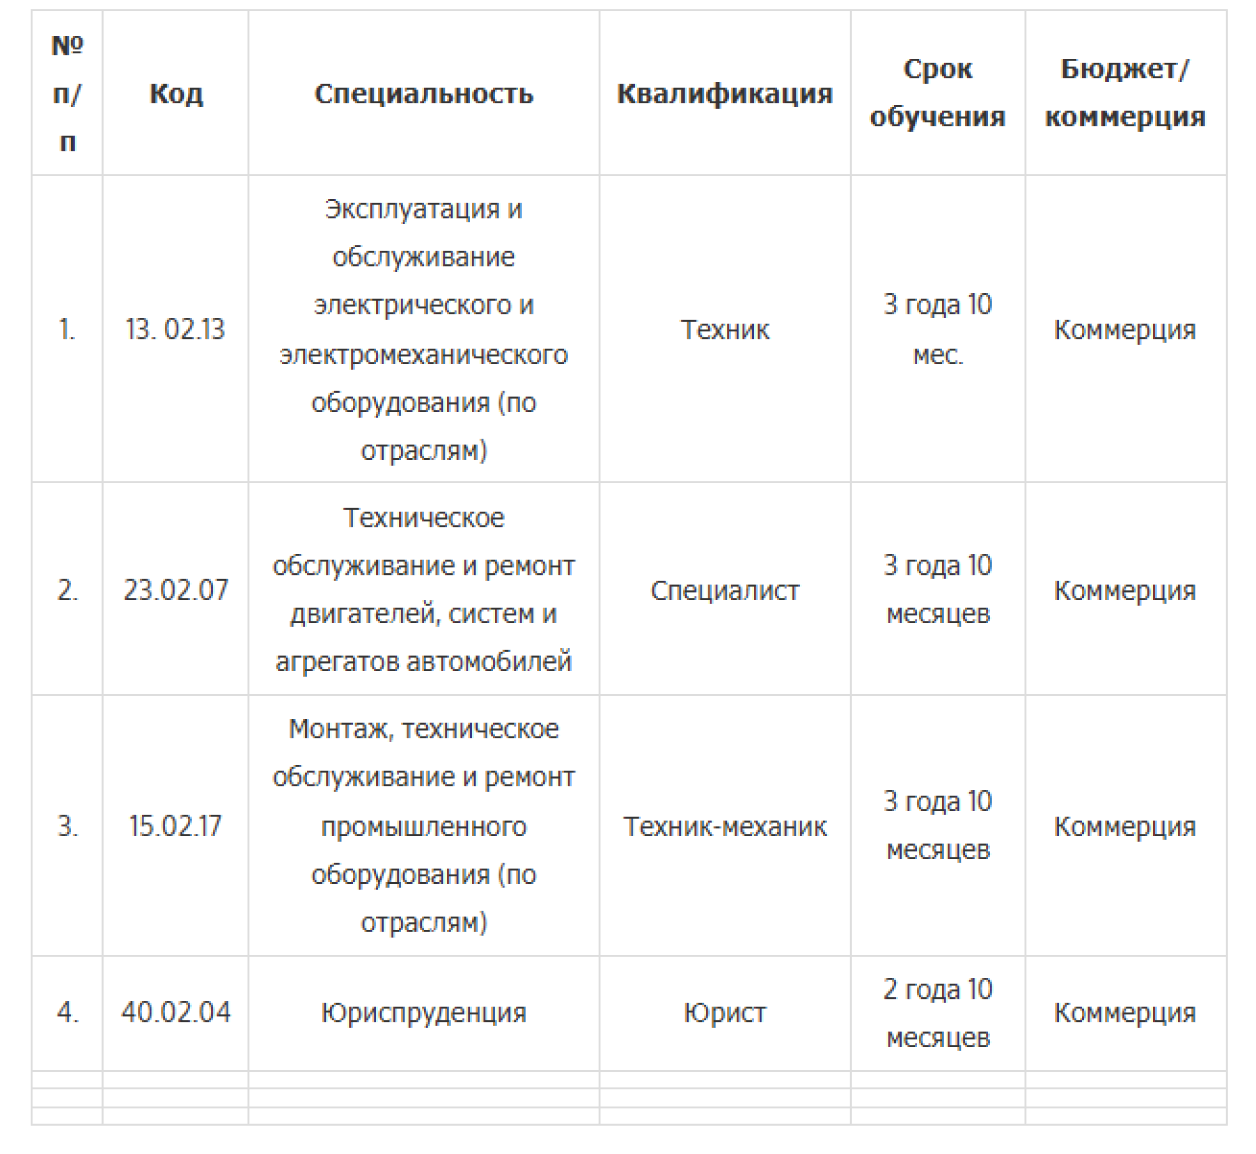 №
п/
п
Код
Специальность
Квалификация
Срок
обучения
Бюджет/
коммерция
1.
13. 02.13
Эксплуатация и
обслуживание
электрического и
электромеханического
оборудования (по
отраслям)
Техник
3 года 10
мес.
Коммерция
2.
23.02.07
Техническое
обслуживание и ремонт
двигателей, систем и
агрегатов автомобилей
Специалист
3 года 10
месяцев
Коммерция
3.
15.02.17
Монтаж, техническое
обслуживание и ремонт
промышленного
оборудования (по
отраслям)
Техник-механик
3 года 10
месяцев
Коммерция
4.
40.02.04
Юриспруденция
Юрист
2 года 10
месяцев
Коммерция